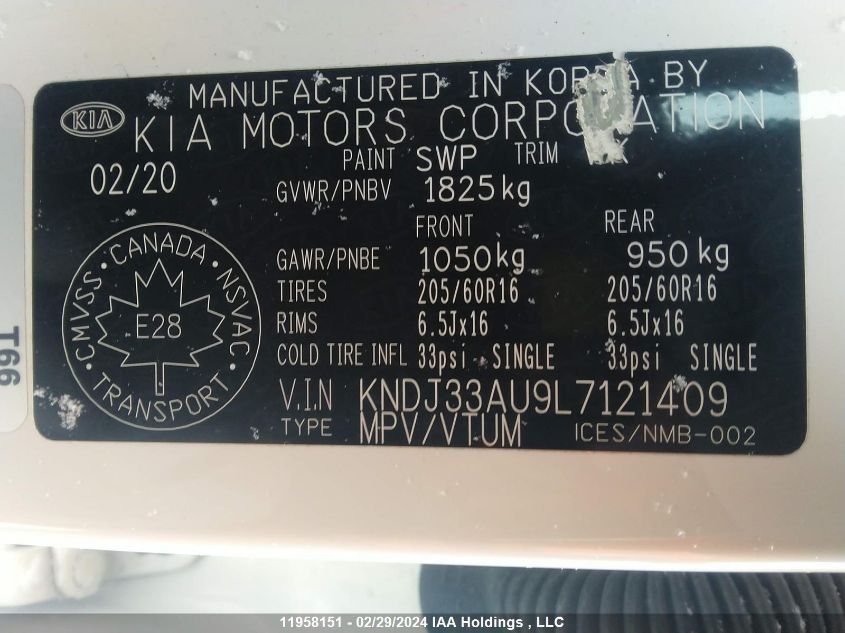 MANUFACTURED IN KOREA BY
KIA
KIA MOTORS CORPORATION
02/20
PAINT SWP TRIM
GVWR/PNBV 1825kg
FRONT REAR
GAWR/PNBE 1050kg 950kg
TIRES 205/60R16 205/60R16
RIMS 6.5Jx16 6.5Jx16
COLD TIRE INFL 33psi SINGLE 33psi SINGLE
V.I.N KNDJ33AU9L7121409
TYPE MPV/VTUM ICES/NMB-002
CANADA
CMVSS · NSVAC
E28
TRANSPORT
T66
11958151 - 02/29/2024 IAA Holdings , LLC